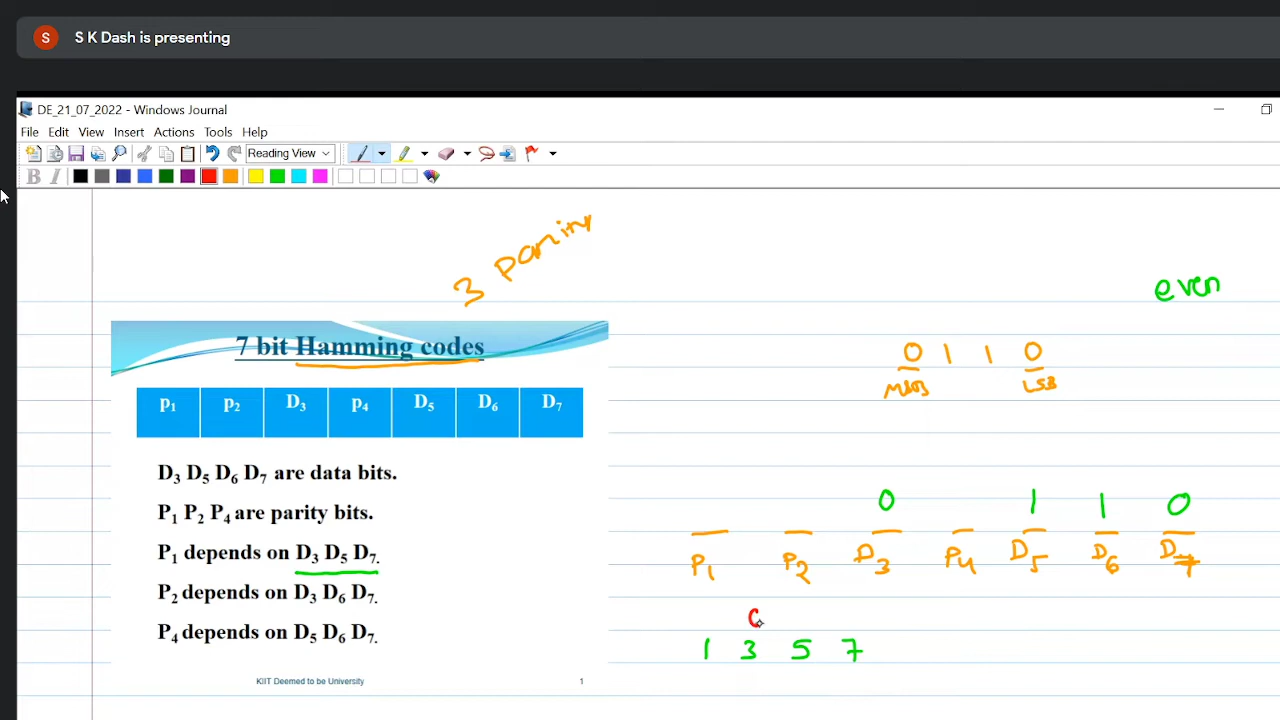 S
S K Dash is presenting
DE_21_07_2022 - Windows Journal
File Edit View Insert Actions Tools Help
Reading View
B I
3 parity
even
7 bit Hamming codes
0 1 1 0
MSB LSB
p1 p2 D3 p4 D5 D6 D7
D3 D5 D6 D7 are data bits.
P1 P2 P4 are parity bits.
P1 depends on D3 D5 D7.
P2 depends on D3 D6 D7.
P4 depends on D5 D6 D7.
0 1 1 0
P1 P2 D3 P4 D5 D6 D7
1 3 5 7
KIIT Deemed to be University 1